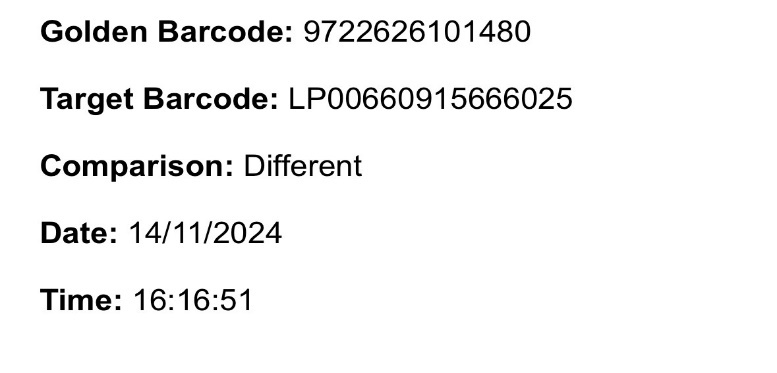 Golden Barcode: 9722626101480
Target Barcode: LP00660915666025
Comparison: Different
Date: 14/11/2024
Time: 16:16:51